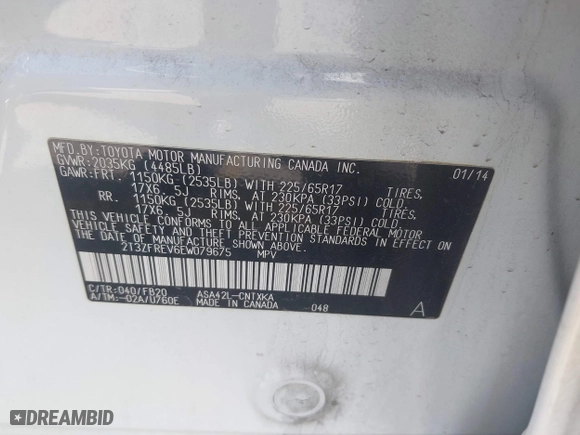 MFD.BY:TOYOTA MOTOR MANUFACTURING CANADA INC. 01/14
GVWR:2035KG (4485LB)
GAWR:FRT. 1150KG (2535LB) WITH 225/65R17 TIRES,
17X6. 5J RIMS, AT 230KPA (33PSI) COLD.
RR. 1150KG (2535LB) WITH 225/65R17 TIRES,
17X6. 5J RIMS, AT 230KPA (33PSI) COLD.
THIS VEHICLE CONFORMS TO ALL APPLICABLE FEDERAL MOTOR
VEHICLE SAFETY AND THEFT PREVENTION STANDARDS IN EFFECT ON
THE DATE OF MANUFACTURE SHOWN ABOVE.
2T3ZFREV6EW079675 MPV
C/TR:040/FB20 ASA42L-CNTXKA
A/TM:-02A/U760E MADE IN CANADA 048 A
DREAMBID